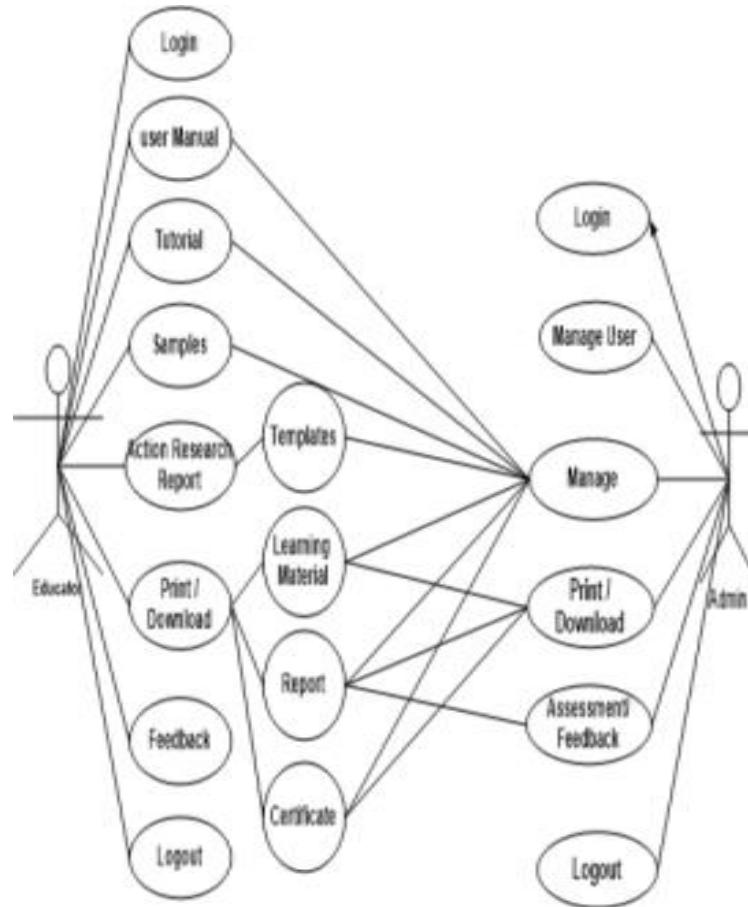 Login
user Manual
Tutorial
Samples
Action Research
Report
Print /
Download
Feedback
Logout
Educator
Templates
Learning
Material
Report
Certificate
Login
Manage User
Manage
Print /
Download
Assessment/
Feedback
Logout
Admin